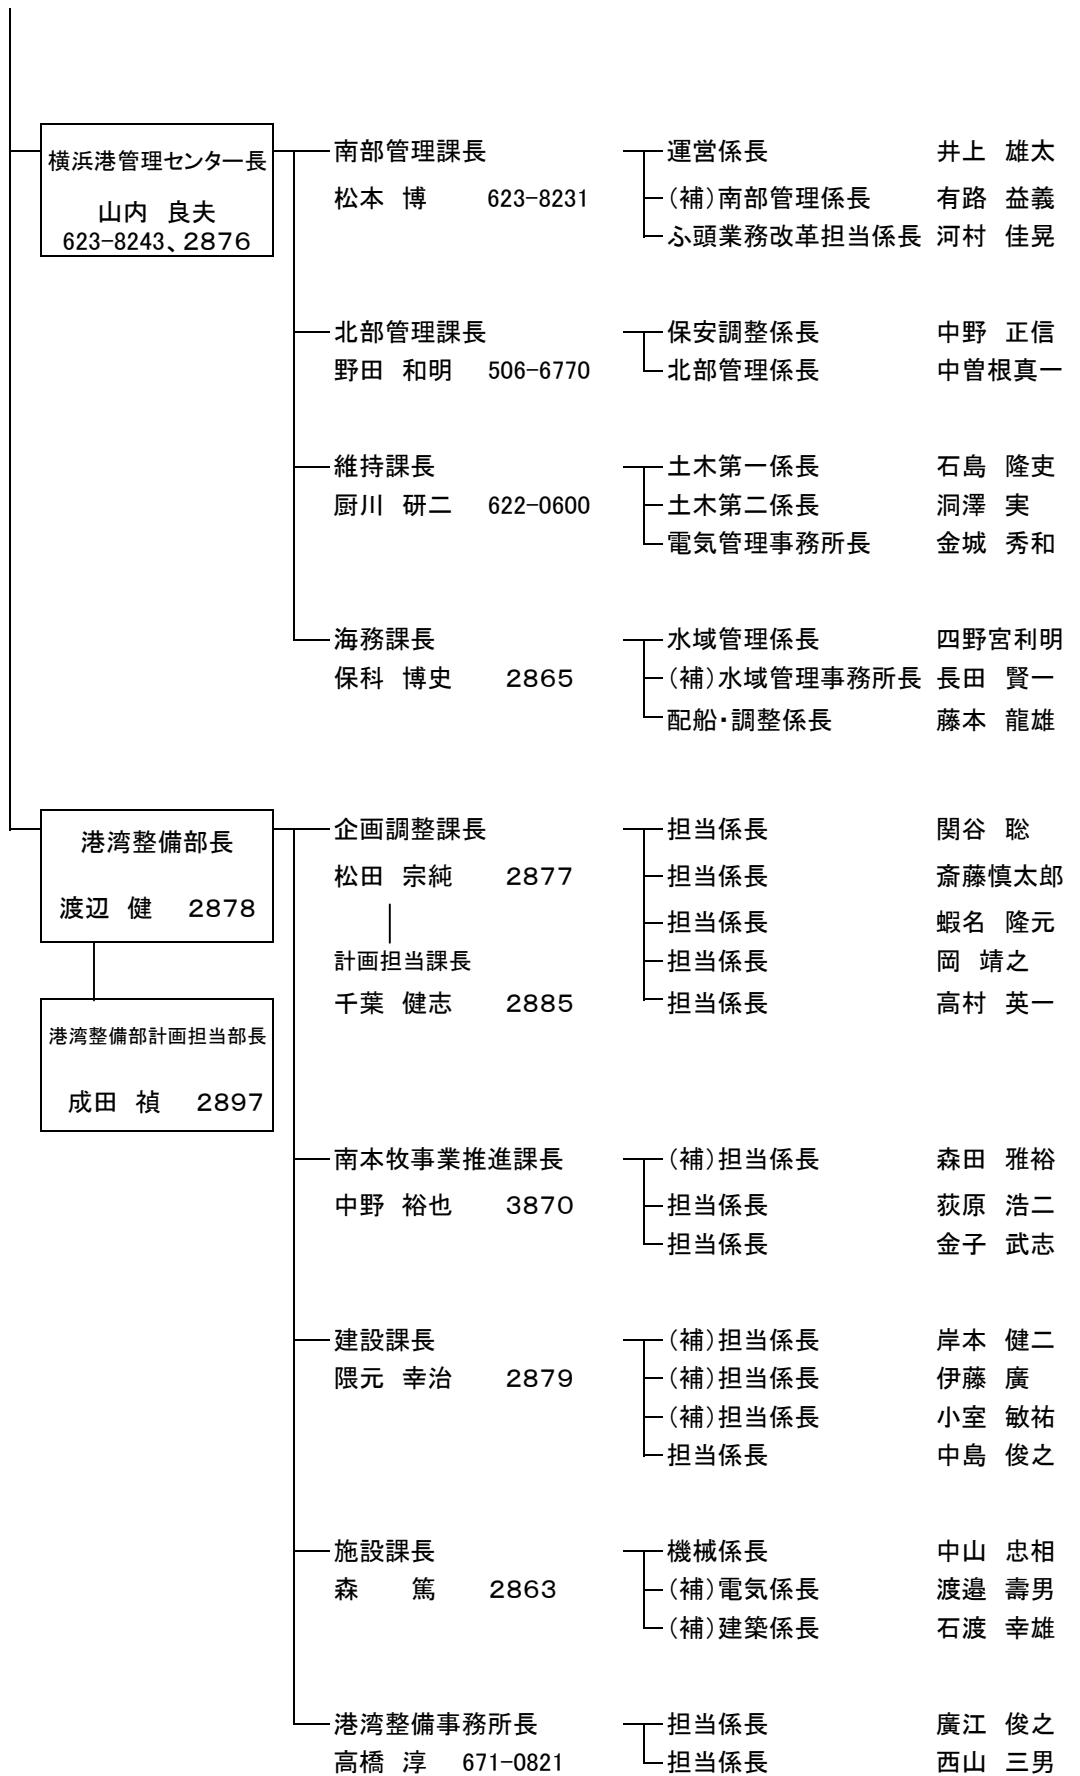 横浜港管理センター長
山内 良夫
623-8243、2876
南部管理課長 運営係長 井上 雄太
松本 博 623-8231 (補)南部管理係長 有路 益義
ふ頭業務改革担当係長 河村 佳晃
北部管理課長 保安調整係長 中野 正信
野田 和明 506-6770 北部管理係長 中曽根真一
維持課長 土木第一係長 石島 隆吏
厨川 研二 622-0600 土木第二係長 洞澤 実
電気管理事務所長 金城 秀和
海務課長 水域管理係長 四野宮利明
保科 博史 2865 (補)水域管理事務所長 長田 賢一
配船・調整係長 藤本 龍雄
港湾整備部長
渡辺 健 2878
港湾整備部計画担当部長
成田 禎 2897
企画調整課長 担当係長 関谷 聡
松田 宗純 2877 担当係長 斎藤慎太郎
担当係長 蝦名 隆元
計画担当課長 担当係長 岡 靖之
千葉 健志 2885 担当係長 高村 英一
南本牧事業推進課長 (補)担当係長 森田 雅裕
中野 裕也 3870 担当係長 荻原 浩二
担当係長 金子 武志
建設課長 (補)担当係長 岸本 健二
隈元 幸治 2879 (補)担当係長 伊藤 廣
(補)担当係長 小室 敏祐
担当係長 中島 俊之
施設課長 機械係長 中山 忠相
森 篤 2863 (補)電気係長 渡邉 壽男
(補)建築係長 石渡 幸雄
港湾整備事務所長 担当係長 廣江 俊之
高橋 淳 671-0821 担当係長 西山 三男